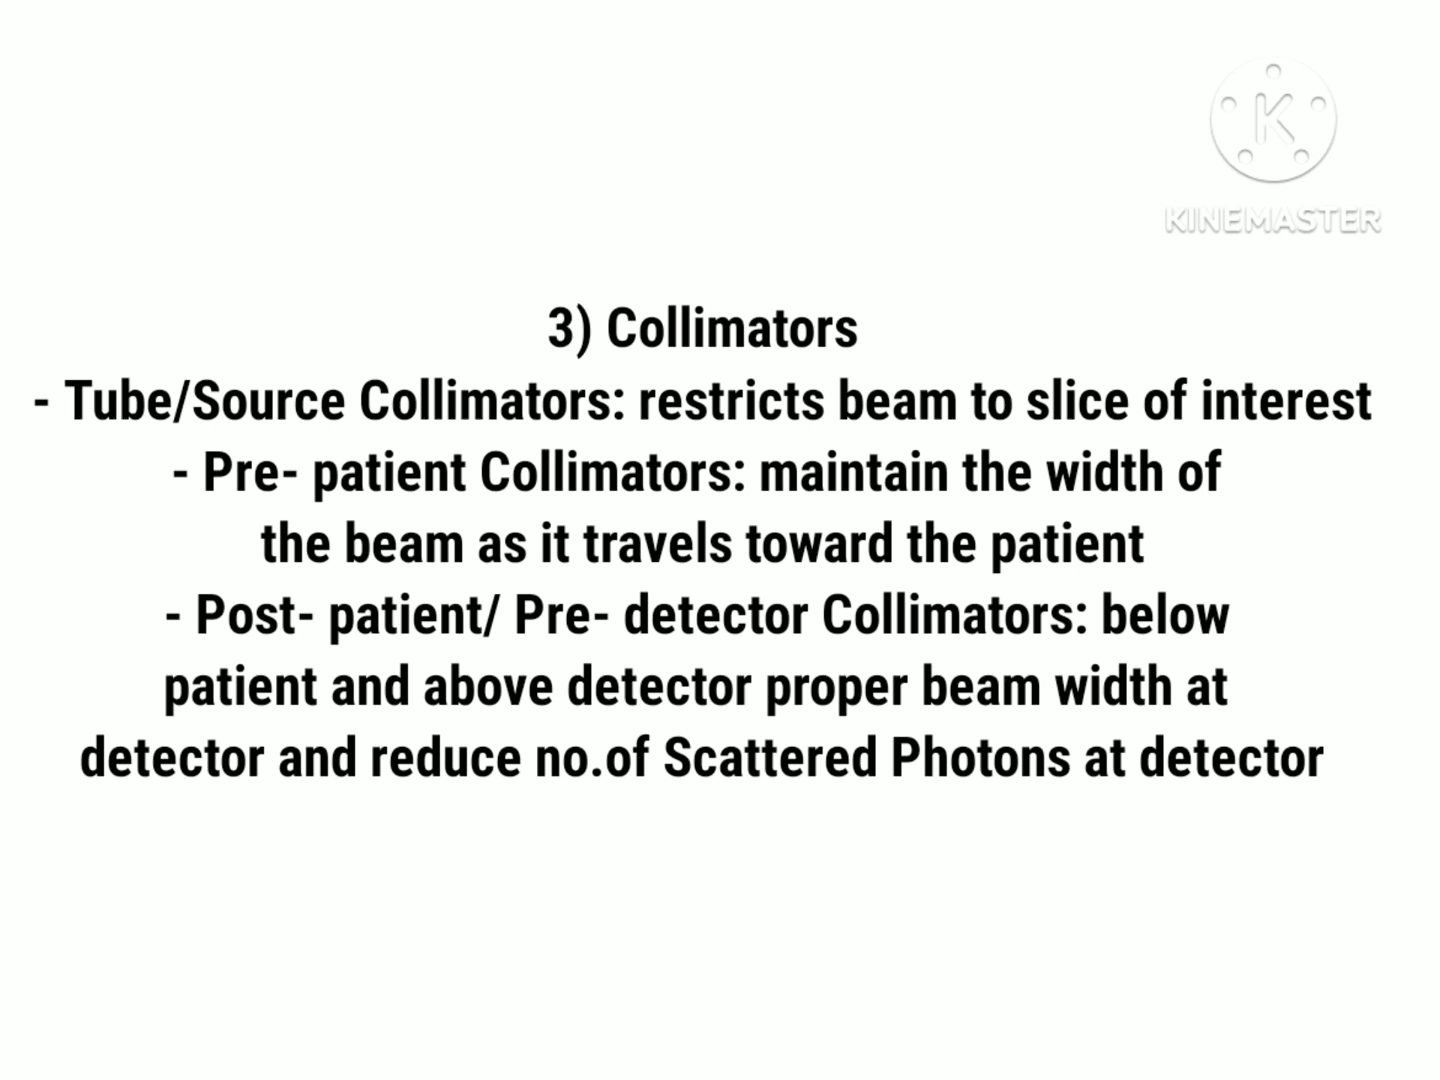 K
KINEMASTER
3) Collimators
- Tube/Source Collimators: restricts beam to slice of interest
- Pre- patient Collimators: maintain the width of
the beam as it travels toward the patient
- Post- patient/ Pre- detector Collimators: below
patient and above detector proper beam width at
detector and reduce no.of Scattered Photons at detector